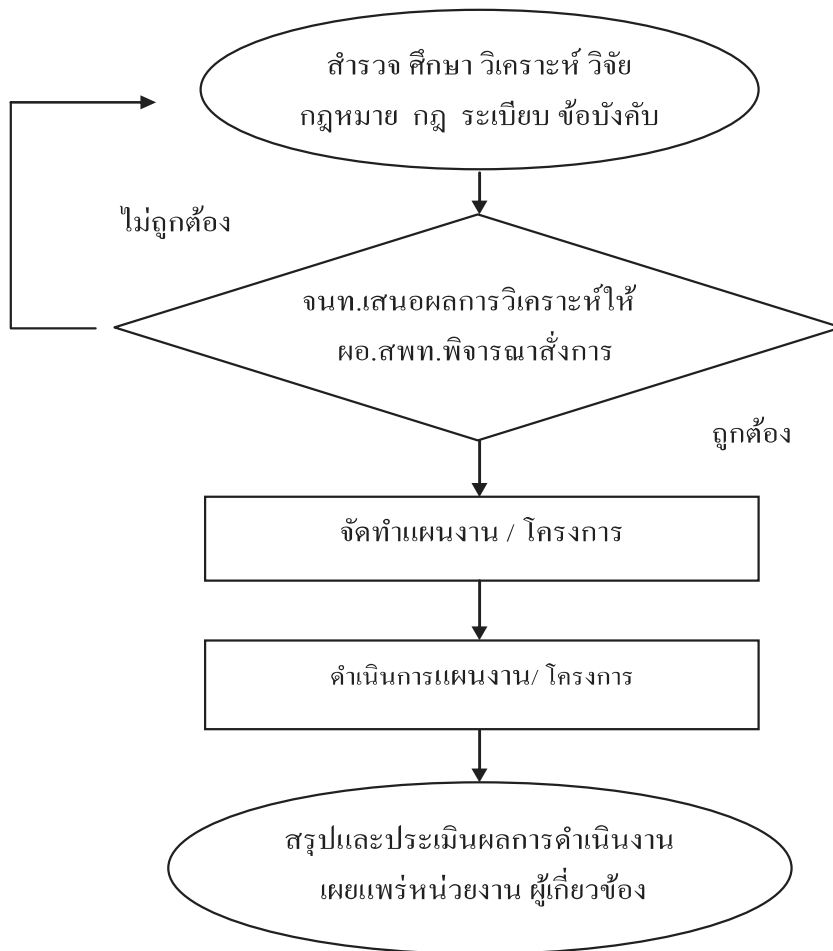 สำรวจ ศึกษา วิเคราะห์ วิจัย
กฎหมาย กฎ ระเบียบ ข้อบังคับ
ไม่ถูกต้อง
จนท.เสนอผลการวิเคราะห์ให้
ผอ.สพท.พิจารณาสั่งการ
ถูกต้อง
จัดทำแผนงาน / โครงการ
ดำเนินการแผนงาน/ โครงการ
สรุปและประเมินผลการดำเนินงาน
เผยแพร่หน่วยงาน ผู้เกี่ยวข้อง